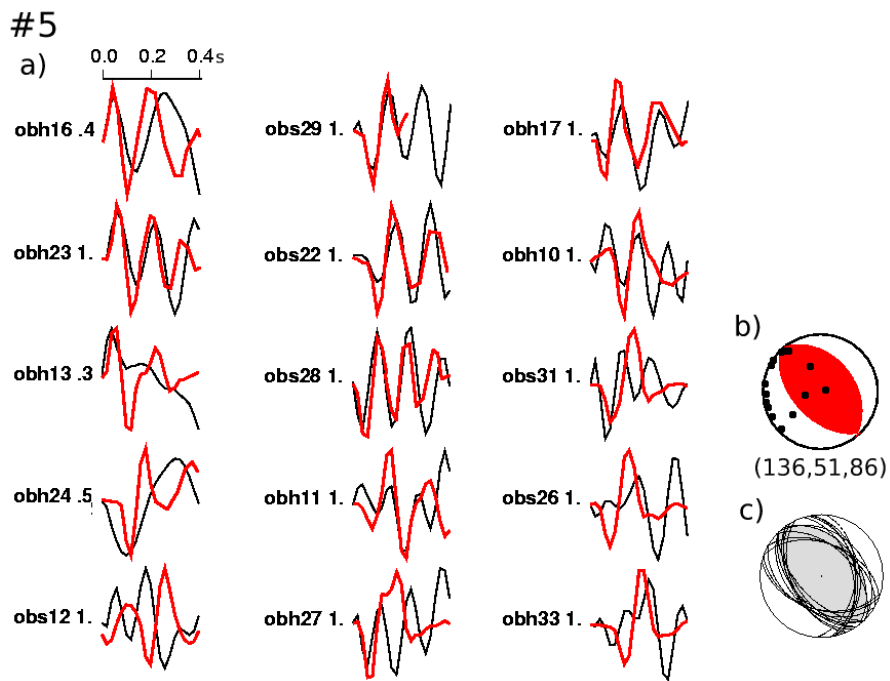 #5
a)
0.0 0.2 0.4s
obh16 .4
obs29 1.
obh17 1.
obh23 1.
obs22 1.
obh10 1.
b)
obh13 .3
obs28 1.
obs31 1.
(136,51,86)
obh24 .5
obh11 1.
obs26 1.
c)
obs12 1.
obh27 1.
obh33 1.